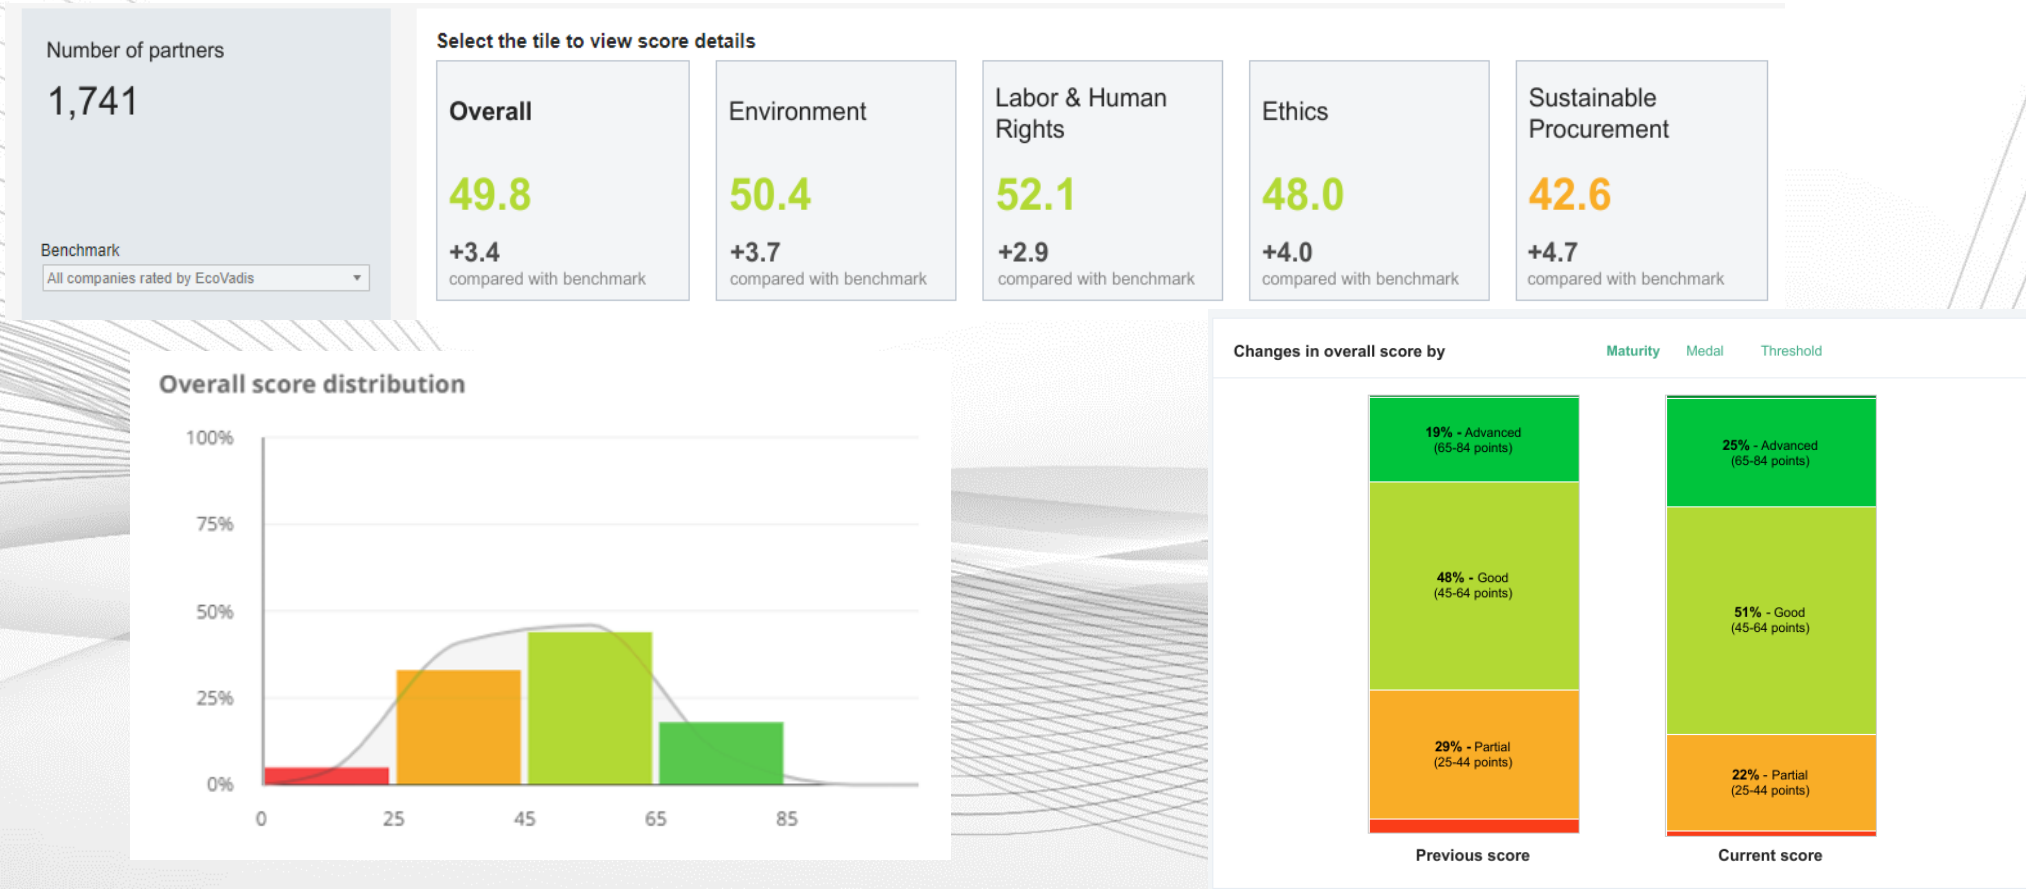 Number of partners
1,741
Benchmark
All companies rated by EcoVadis
Select the tile to view score details
Overall
49.8
+3.4
compared with benchmark
Environment
50.4
+3.7
compared with benchmark
Labor & Human
Rights
52.1
+2.9
compared with benchmark
Ethics
48.0
+4.0
compared with benchmark
Sustainable
Procurement
42.6
+4.7
compared with benchmark
Overall score distribution
100%
75%
50%
25%
0%
0 25 45 65 85
Changes in overall score by Maturity Medal Threshold
19% - Advanced
(65-84 points)
48% - Good
(45-64 points)
29% - Partial
(25-44 points)
Previous score
25% - Advanced
(65-84 points)
51% - Good
(45-64 points)
22% - Partial
(25-44 points)
Current score